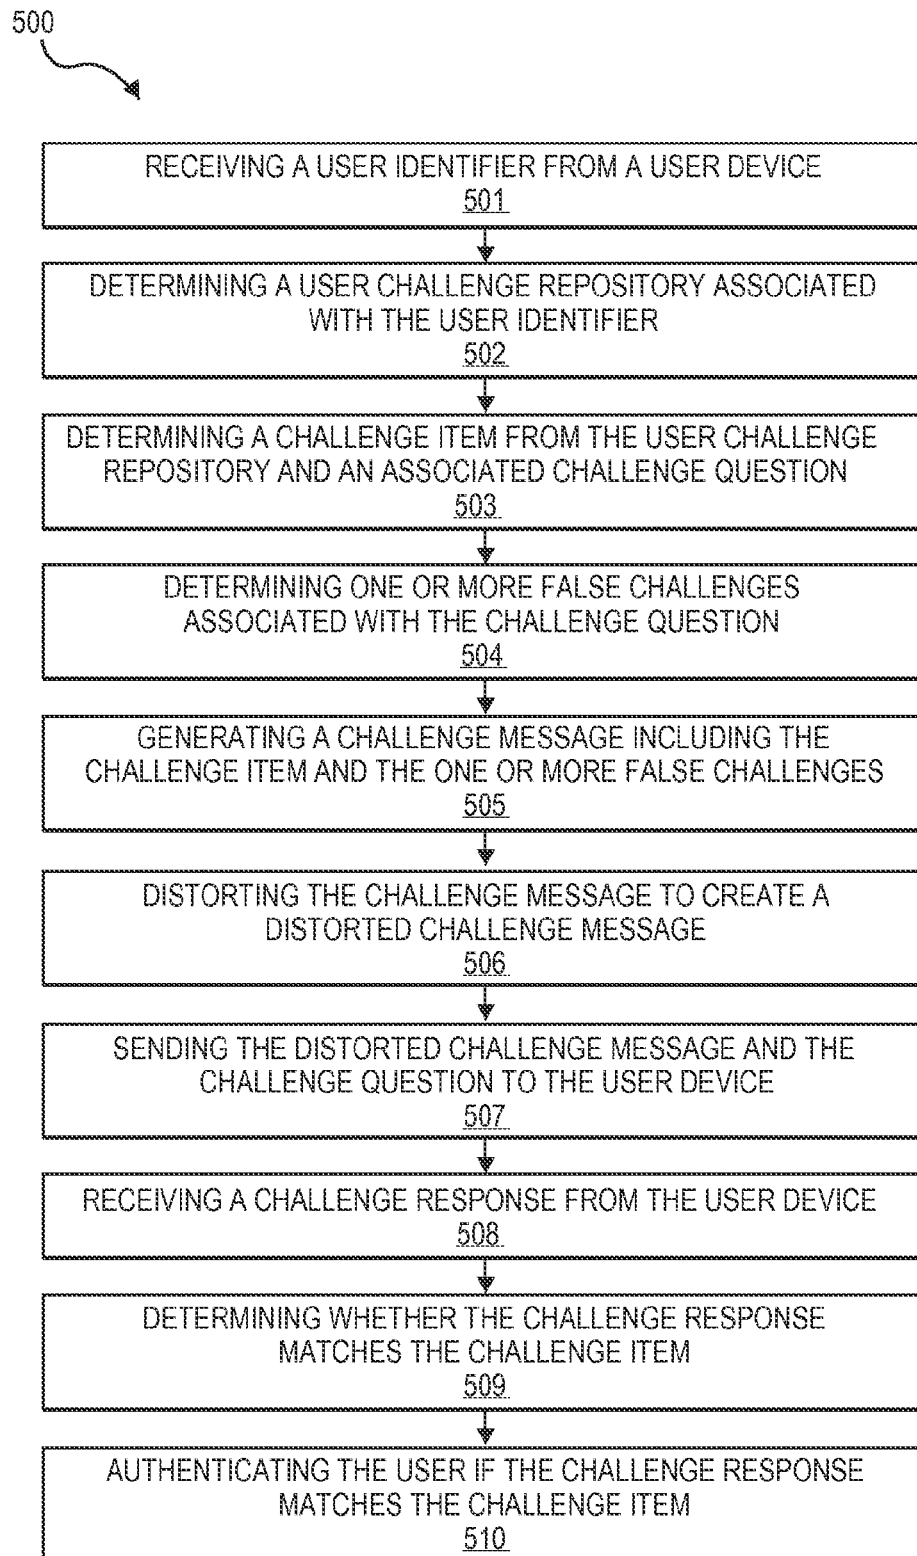 500
RECEIVING A USER IDENTIFIER FROM A USER DEVICE
501
DETERMINING A USER CHALLENGE REPOSITORY ASSOCIATED
WITH THE USER IDENTIFIER
502
DETERMINING A CHALLENGE ITEM FROM THE USER CHALLENGE
REPOSITORY AND AN ASSOCIATED CHALLENGE QUESTION
503
DETERMINING ONE OR MORE FALSE CHALLENGES
ASSOCIATED WITH THE CHALLENGE QUESTION
504
GENERATING A CHALLENGE MESSAGE INCLUDING THE
CHALLENGE ITEM AND THE ONE OR MORE FALSE CHALLENGES
505
DISTORTING THE CHALLENGE MESSAGE TO CREATE A
DISTORTED CHALLENGE MESSAGE
506
SENDING THE DISTORTED CHALLENGE MESSAGE AND THE
CHALLENGE QUESTION TO THE USER DEVICE
507
RECEIVING A CHALLENGE RESPONSE FROM THE USER DEVICE
508
DETERMINING WHETHER THE CHALLENGE RESPONSE
MATCHES THE CHALLENGE ITEM
509
AUTHENTICATING THE USER IF THE CHALLENGE RESPONSE
MATCHES THE CHALLENGE ITEM
510